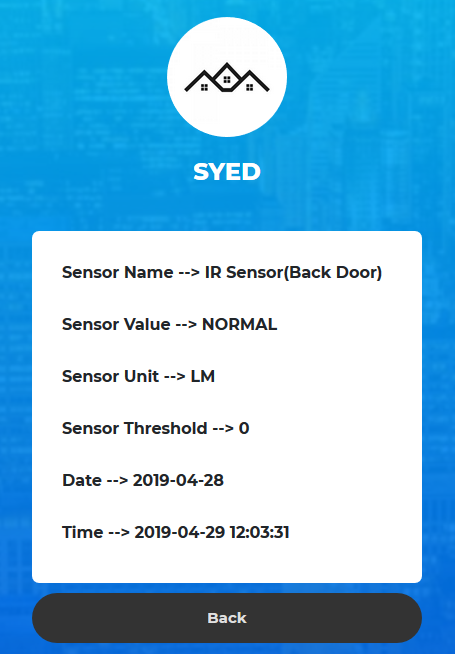 SYED
Sensor Name --> IR Sensor(Back Door)
Sensor Value --> NORMAL
Sensor Unit --> LM
Sensor Threshold --> 0
Date --> 2019-04-28
Time --> 2019-04-29 12:03:31
Back